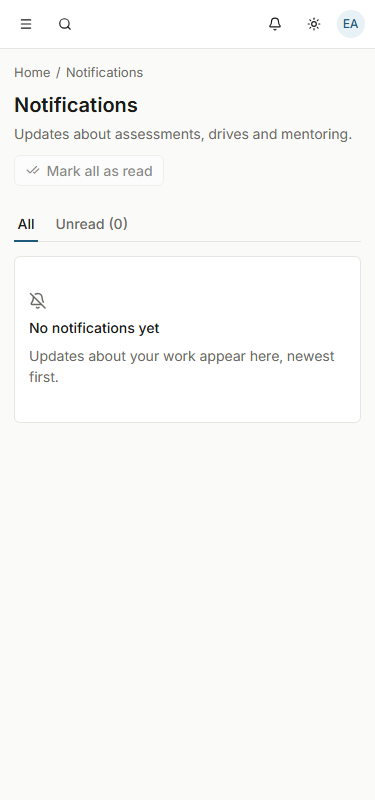 EA
Home / Notifications
Notifications
Updates about assessments, drives and mentoring.
Mark all as read
All
Unread (0)
No notifications yet
Updates about your work appear here, newest
first.